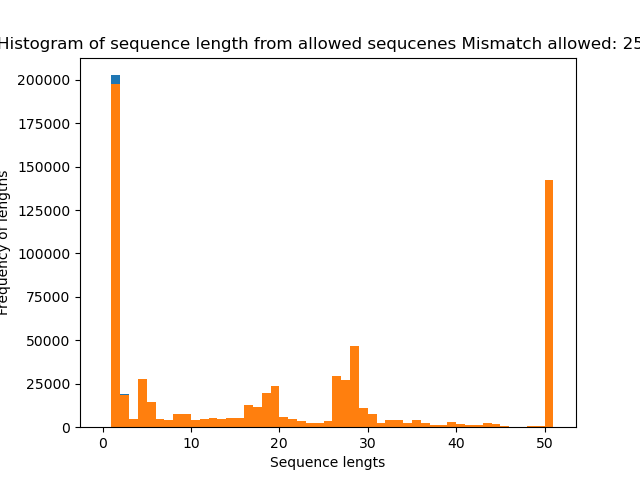 Histogram of sequence length from allowed sequcenes Mismatch allowed: 25
200000
175000
150000
125000
100000
75000
50000
25000
0
Frequency of lengths
0 10 20 30 40 50
Sequence lengts